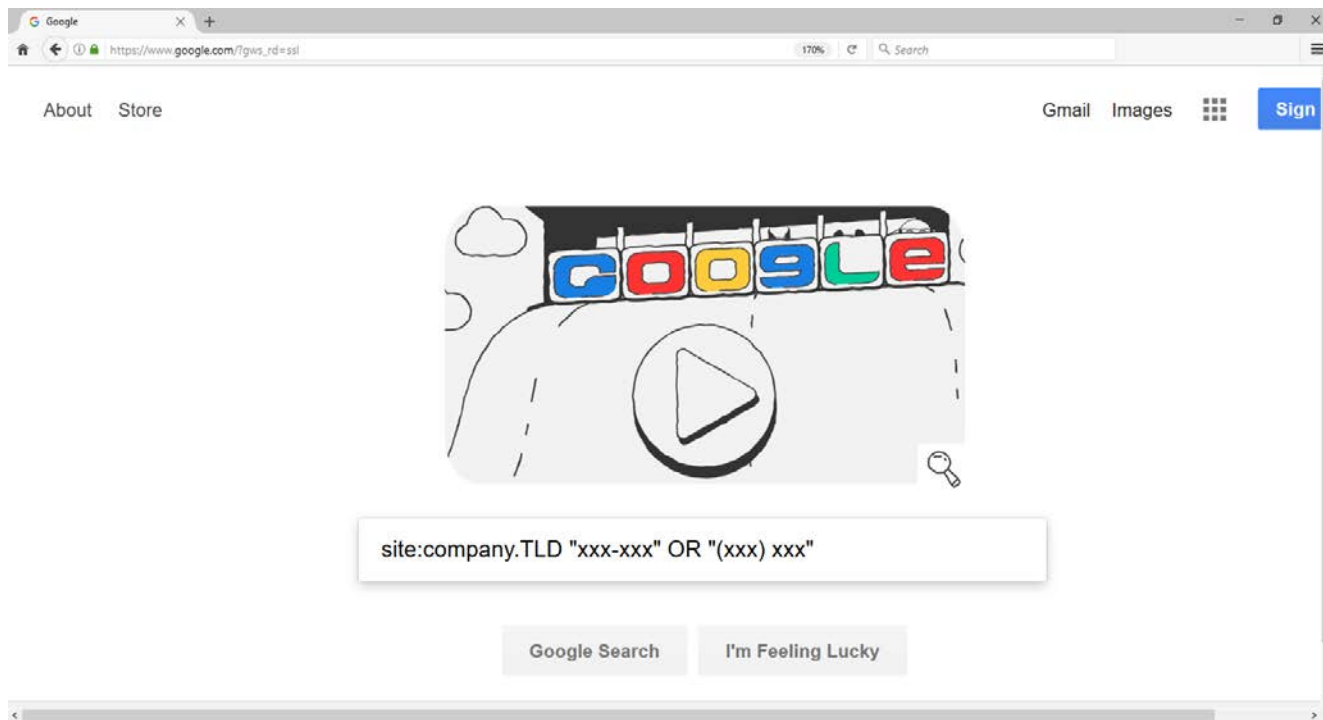 Google
https://www.google.com/?gws_rd=ssl 170% Search
About Store Gmail Images Sign
GOOGLE
site:company.TLD "xxx-xxx" OR "(xxx) xxx"
Google Search I'm Feeling Lucky